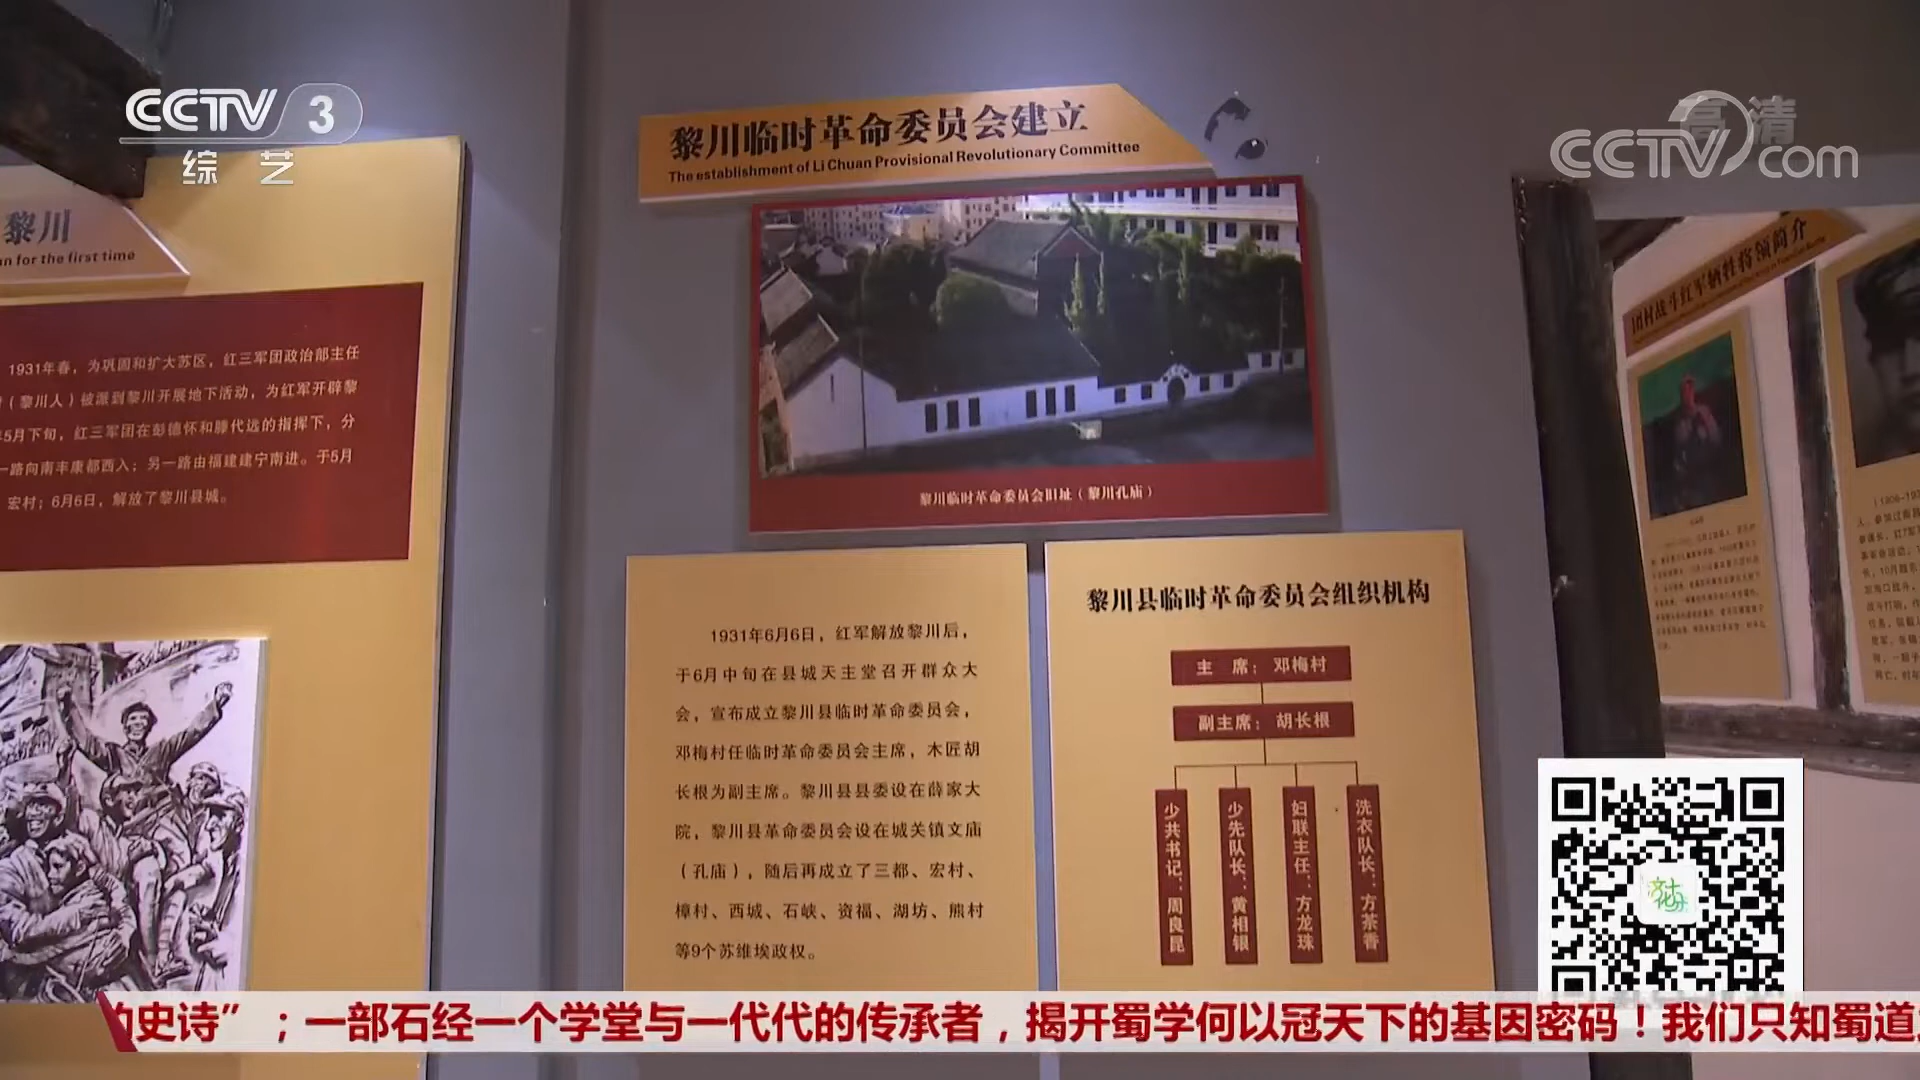 CCTV 3
综艺
高清
CCTV.com
黎川
n for the first time
1931年春，为巩固和扩大苏区，红三军团政治部主任
（黎川人）被派到黎川开展地下活动，为红军开辟黎
5月下旬，红三军团在彭德怀和滕代远的指挥下，分
一路向南丰康都西入；另一路由福建建宁南进。于5月
宏村；6月6日，解放了黎川县城。
黎川临时革命委员会建立
The establishment of Li Chuan Provisional Revolutionary Committee
黎川临时革命委员会旧址（黎川孔庙）
1931年6月6日，红军解放黎川后，
于6月中旬在县城天主堂召开群众大
会，宣布成立黎川县临时革命委员会，
邓梅村任临时革命委员会主席，木匠胡
长根为副主席。黎川县县委设在薛家大
院，黎川县革命委员会设在城关镇文庙
（孔庙），随后再成立了三都、宏村、
樟村、西城、石峡、资福、湖坊、熊村
等9个苏维埃政权。
黎川县临时革命委员会组织机构
主 席：邓梅村
副主席：胡长根
少共书记：周良昆
少先队长：黄相银
妇联主任：方龙珠
洗衣队长：方茶香
团村战斗红军牺牲将领简介
的史诗”；一部石经一个学堂与一代代的传承者，揭开蜀学何以冠天下的基因密码！我们只知蜀道